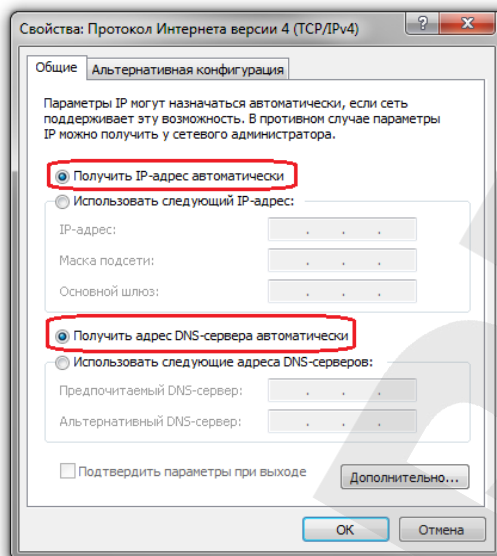 Свойства: Протокол Интернета версии 4 (TCP/IPv4)
Общие
Альтернативная конфигурация
Параметры IP могут назначаться автоматически, если сеть
поддерживает эту возможность. В противном случае параметры
IP можно получить у сетевого администратора.
Получить IP-адрес автоматически
Использовать следующий IP-адрес:
IP-адрес:
Маска подсети:
Основной шлюз:
Получить адрес DNS-сервера автоматически
Использовать следующие адреса DNS-серверов:
Предпочитаемый DNS-сервер:
Альтернативный DNS-сервер:
Подтвердить параметры при выходе
Дополнительно...
ОК
Отмена